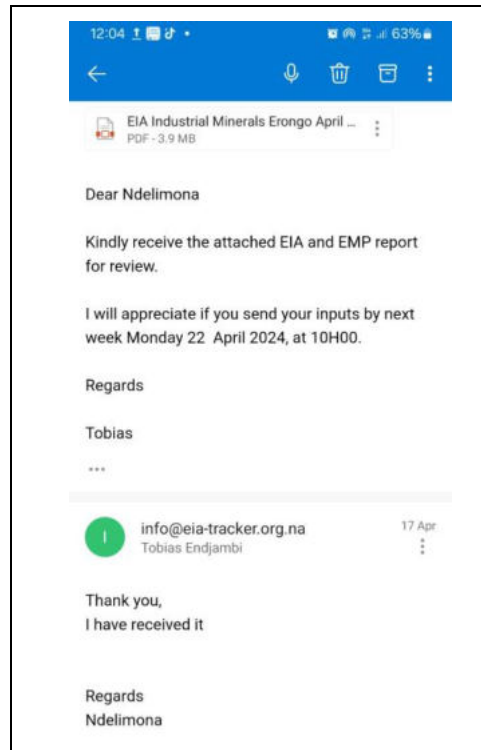 12:04
63%
EIA Industrial Minerals Erongo April ...
PDF - 3.9 MB
Dear Ndelimona
Kindly receive the attached EIA and EMP report
for review.
I will appreciate if you send your inputs by next
week Monday 22 April 2024, at 10H00.
Regards
Tobias
...
I
info@eia-tracker.org.na
17 Apr
Tobias Endjambi
Thank you,
I have received it
Regards
Ndelimona